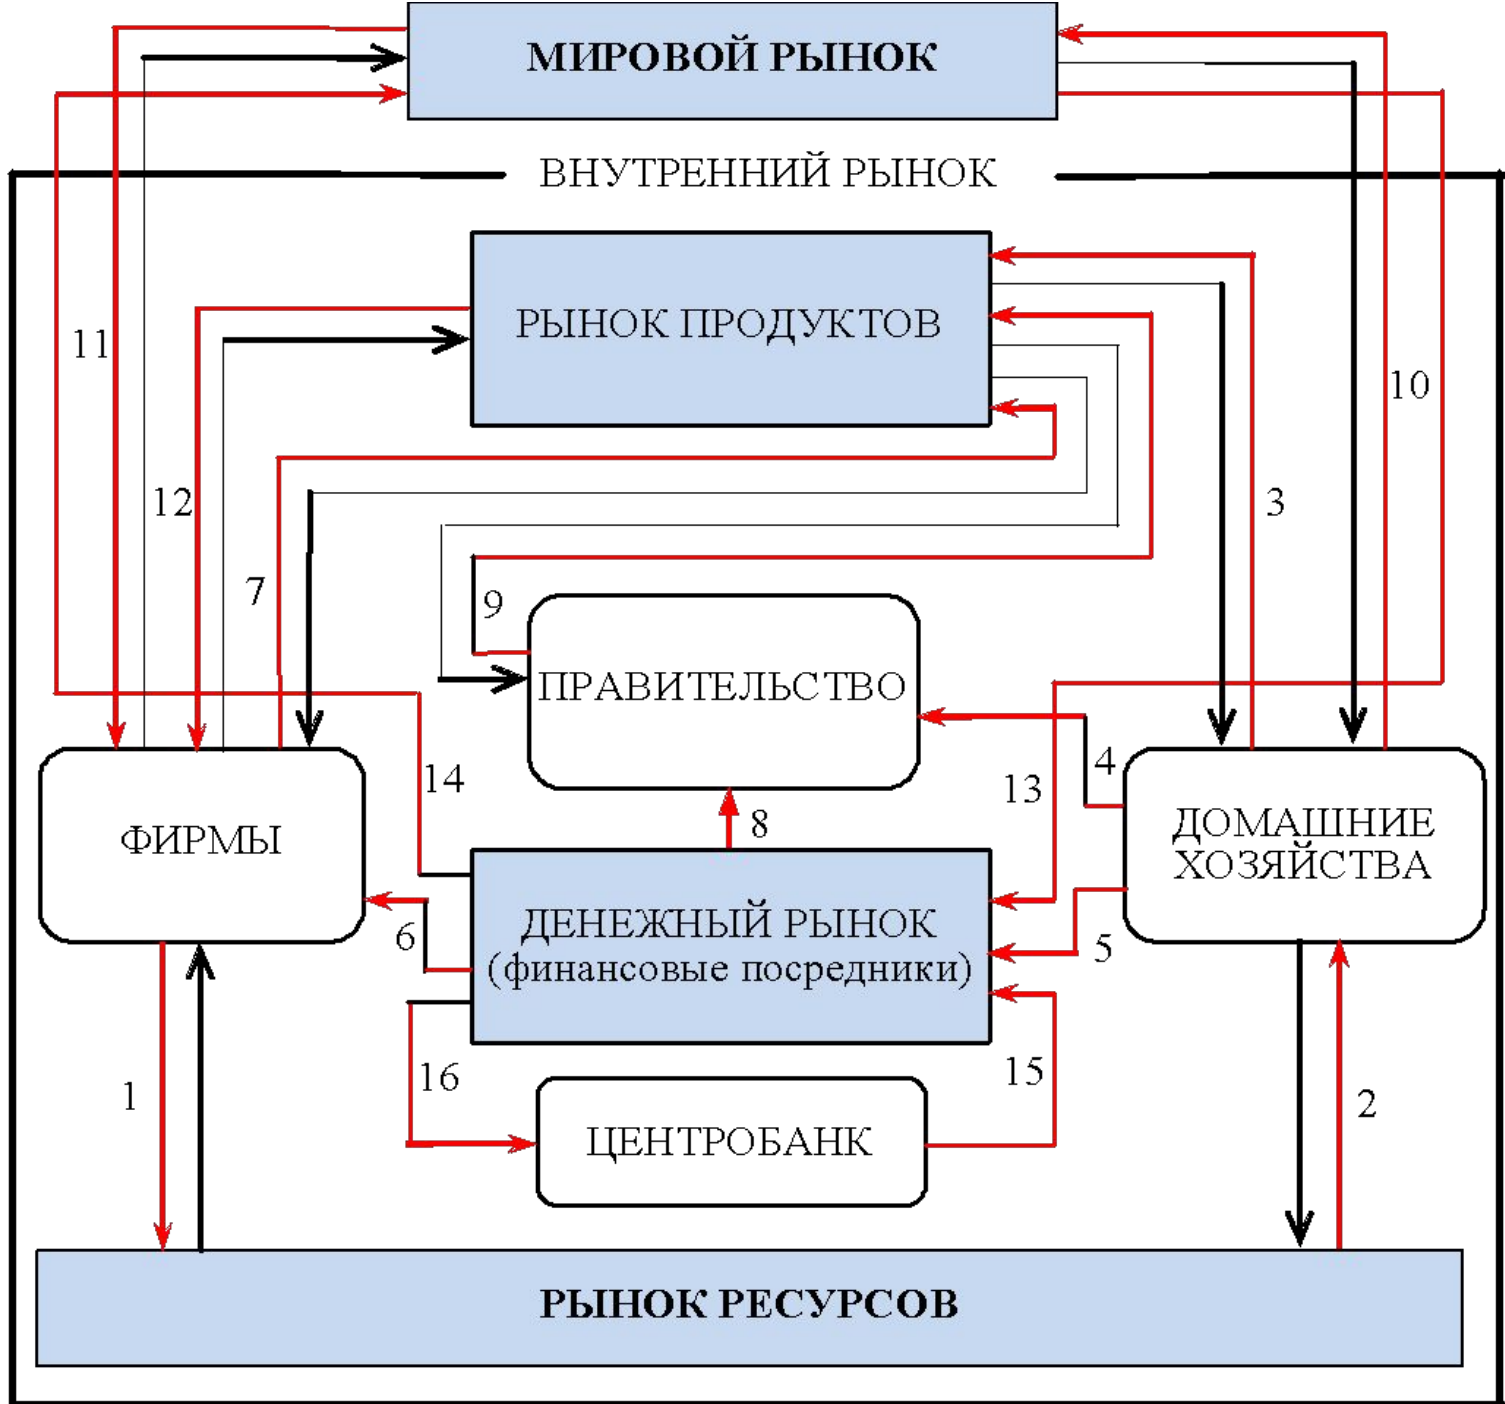 МИРОВОЙ РЫНОК
ВНУТРЕННИЙ РЫНОК
РЫНОК ПРОДУКТОВ
11
10
12
3
7
9
ПРАВИТЕЛЬСТВО
14
13
4
8
ФИРМЫ
ДОМАШНИЕ
ХОЗЯЙСТВА
ДЕНЕЖНЫЙ РЫНОК
(финансовые посредники)
6
5
16
15
1
2
ЦЕНТРОБАНК
РЫНОК РЕСУРСОВ